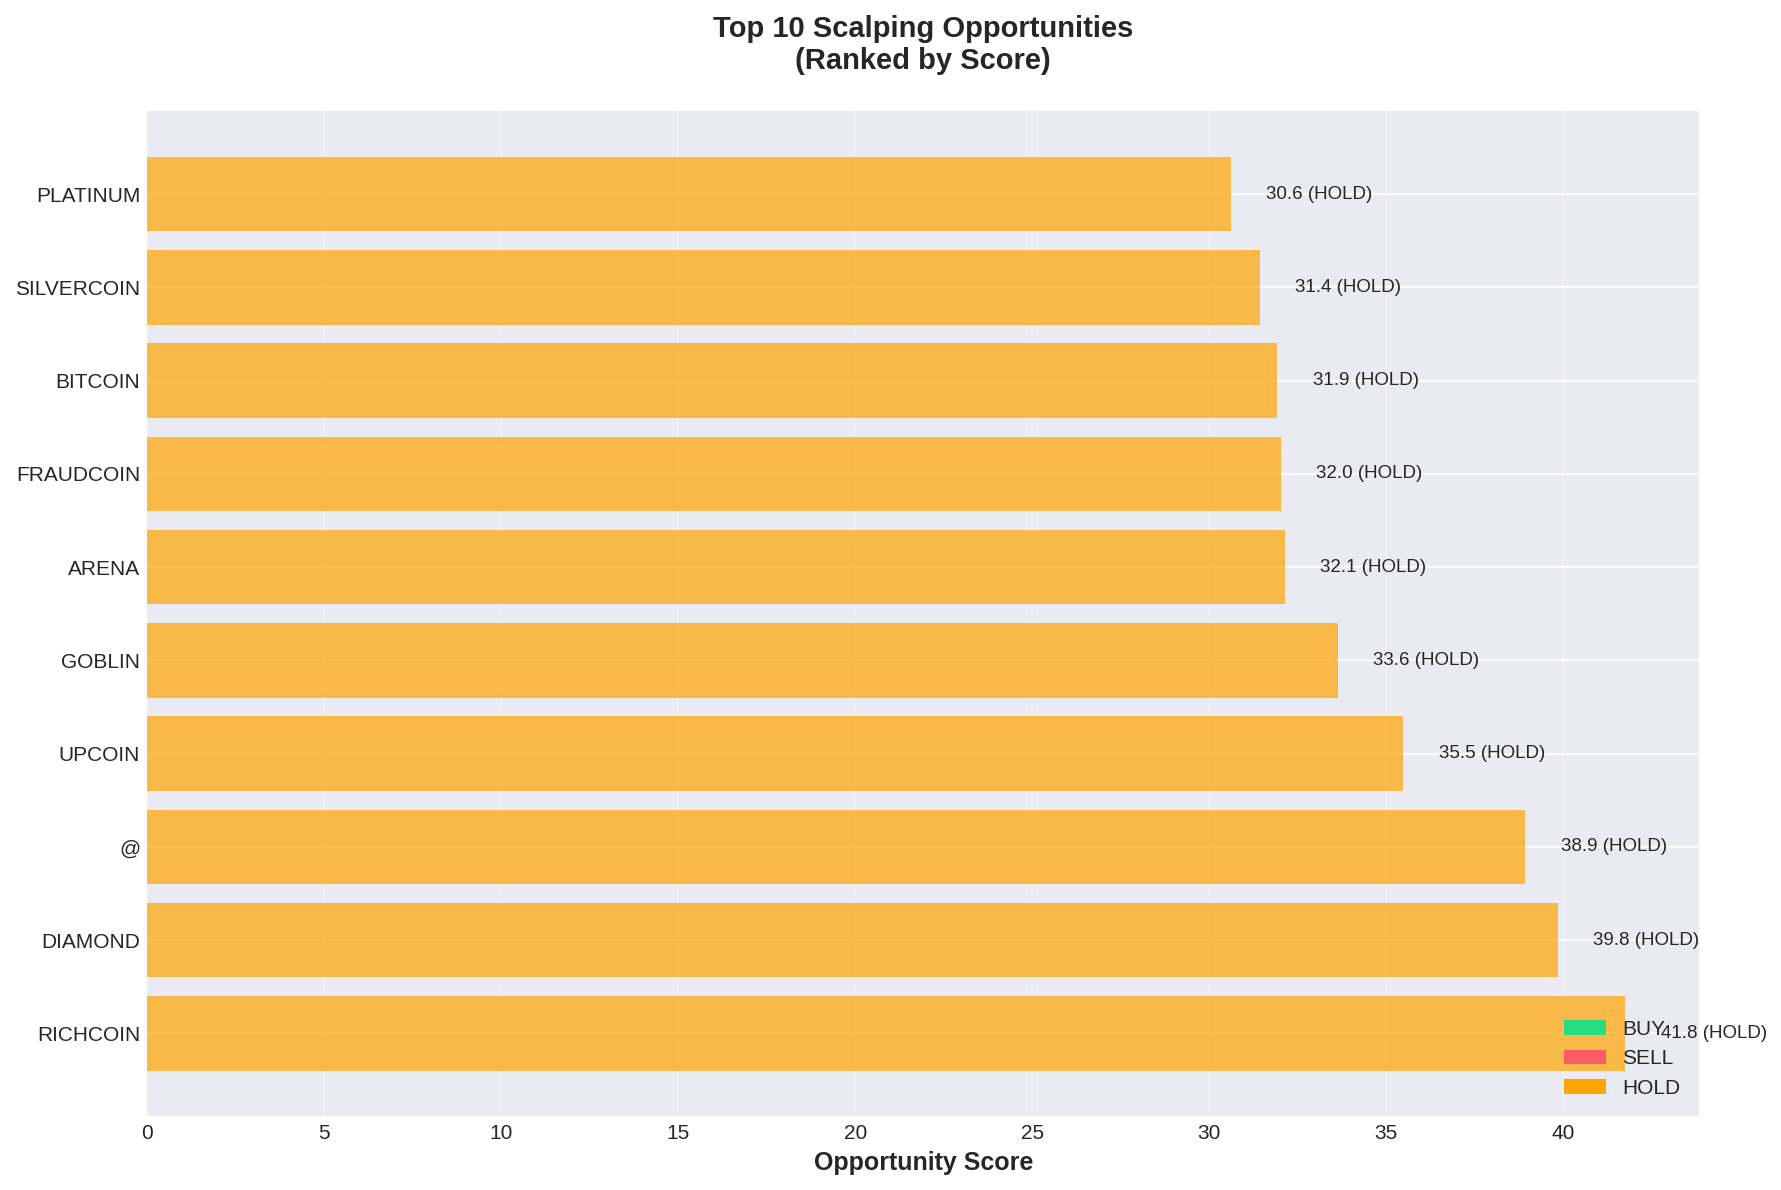 Top 10 Scalping Opportunities
(Ranked by Score)
PLATINUM 30.6 (HOLD)
SILVERCOIN 31.4 (HOLD)
BITCOIN 31.9 (HOLD)
FRAUDCOIN 32.0 (HOLD)
ARENA 32.1 (HOLD)
GOBLIN 33.6 (HOLD)
UPCOIN 35.5 (HOLD)
@ 38.9 (HOLD)
DIAMOND 39.8 (HOLD)
RICHCOIN 41.8 (HOLD)
BUY
SELL
HOLD
0 5 10 15 20 25 30 35 40
Opportunity Score